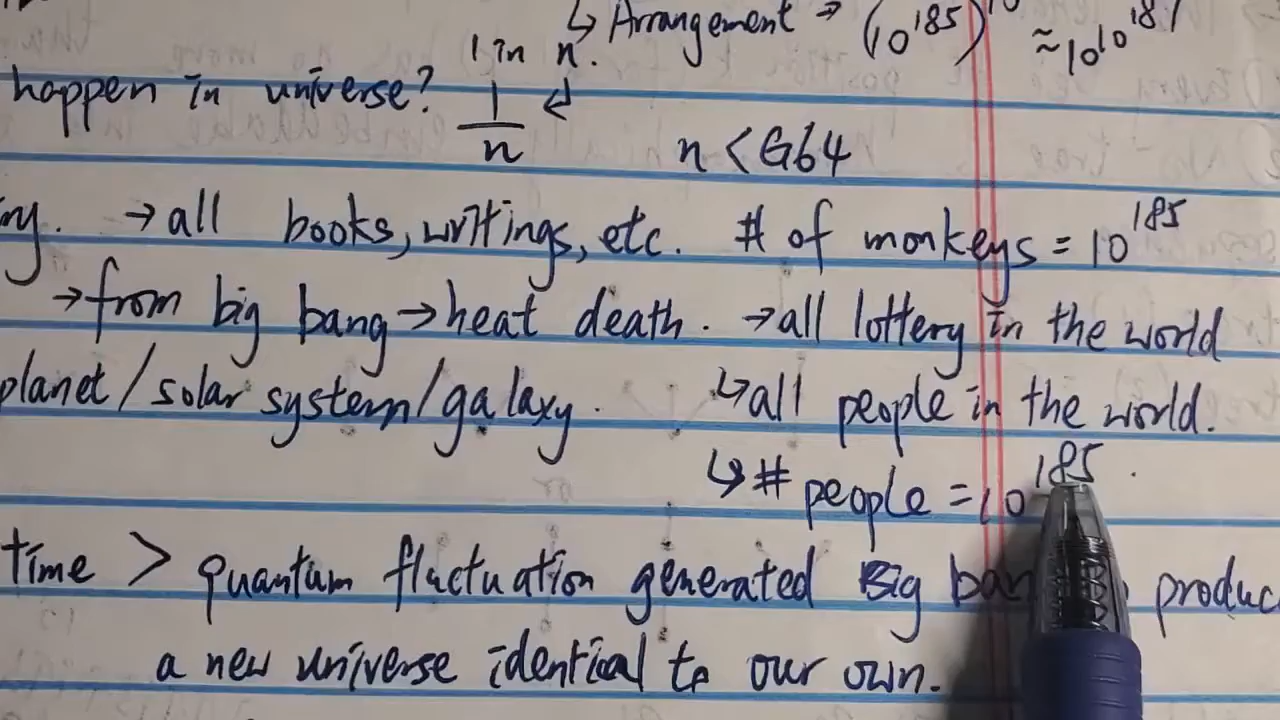 ↳ Arrangement → (10^185)^10 ≈10^10^187
1 in n.
happen in universe? 1/n ↲ n < G64
→ all books, writings, etc. # of monkeys = 10^185
→ from big bang → heat death. → all lottery in the world
planet / solar system / galaxy. ↳ all people in the world.
↳ # people = 10^185.
time > quantum fluctuation generated Big
a new universe identical to our own.